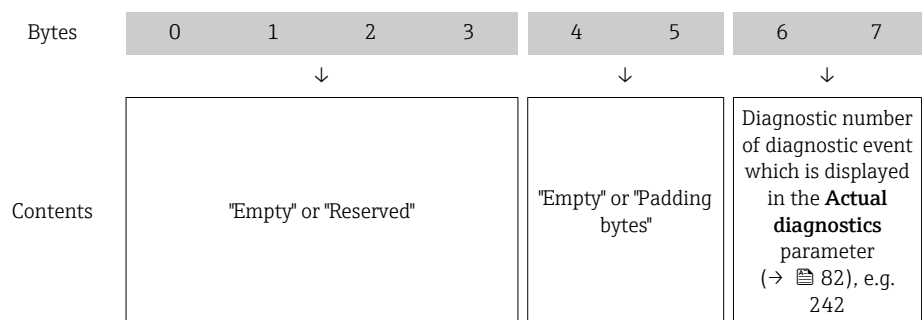 Bytes 0 1 2 3 4 5 6 7
↓ ↓ ↓
Contents
"Empty" or "Reserved"
"Empty" or "Padding
bytes"
Diagnostic number
of diagnostic event
which is displayed
in the Actual
diagnostics
parameter
(→ 82), e.g.
242